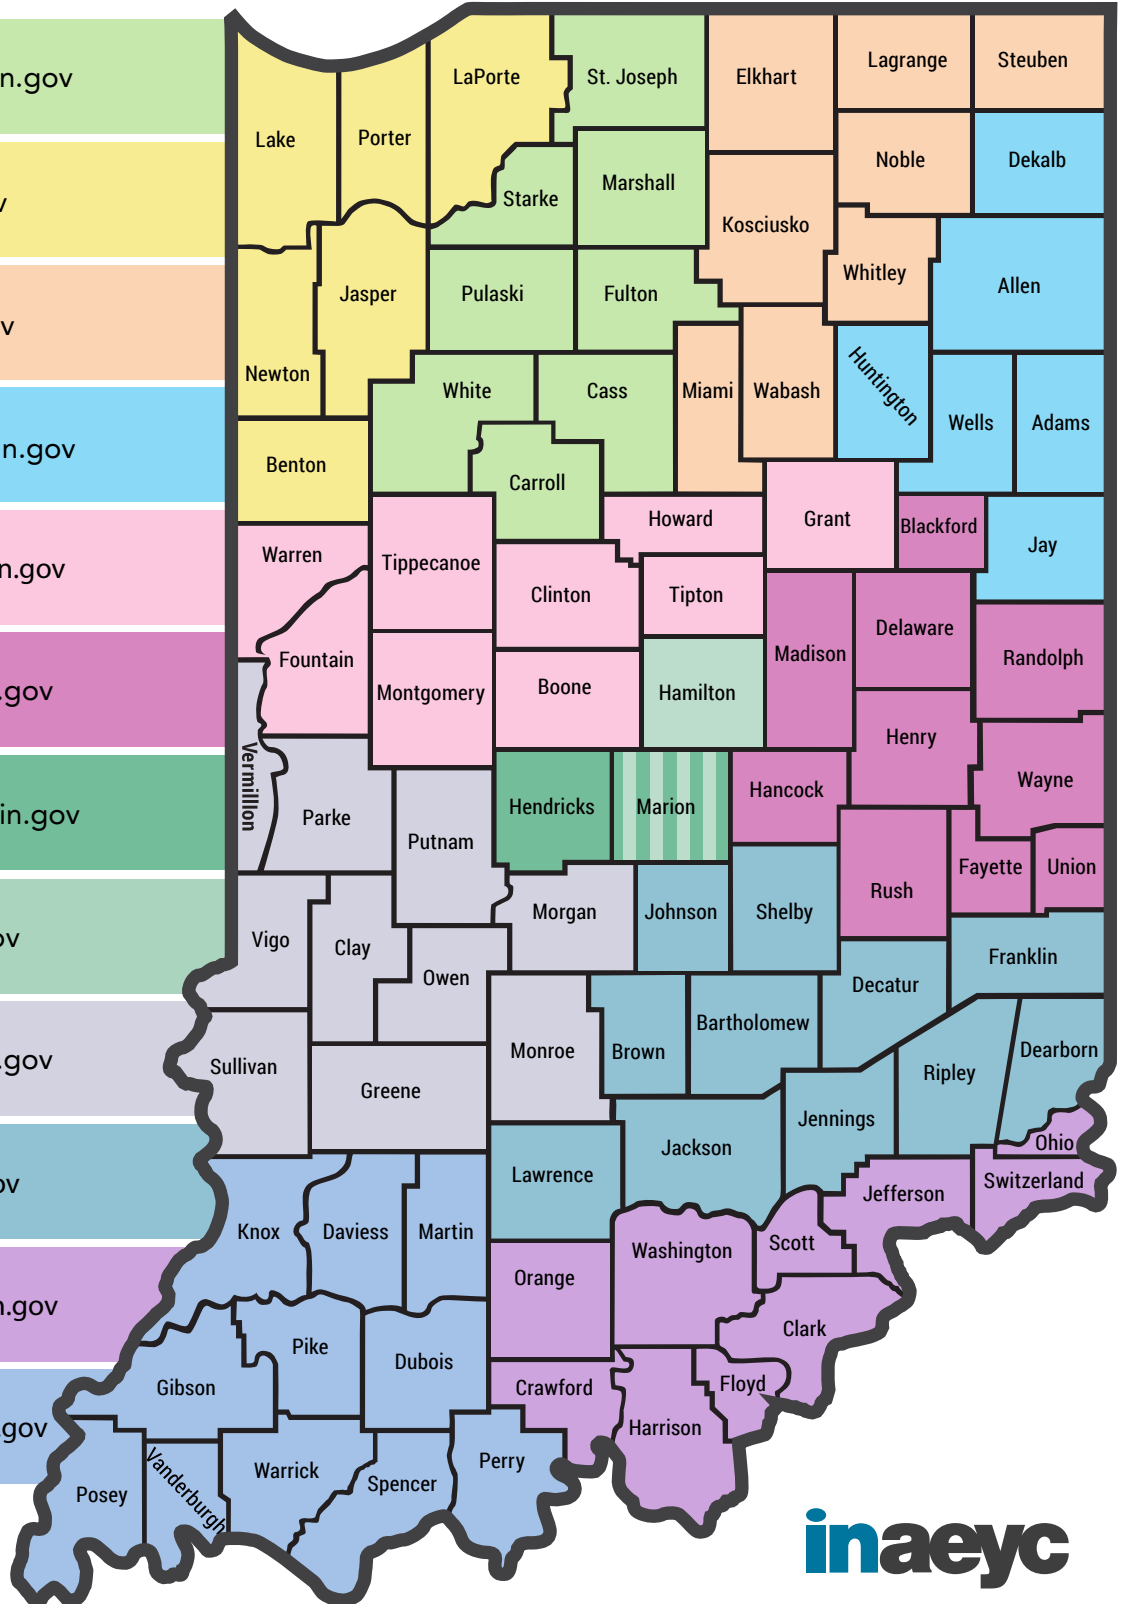 n.gov
v
v
n.gov
n.gov
.gov
in.gov
ov
.gov
ov
n.gov
.gov
Lake
Porter
LaPorte
St. Joseph
Elkhart
Lagrange
Steuben
Noble
Dekalb
Starke
Marshall
Kosciusko
Whitley
Allen
Newton
Jasper
Pulaski
Fulton
White
Cass
Miami
Wabash
Huntington
Wells
Adams
Benton
Carroll
Howard
Grant
Blackford
Jay
Warren
Tippecanoe
Clinton
Tipton
Madison
Delaware
Randolph
Fountain
Montgomery
Boone
Hamilton
Henry
Wayne
Vermillion
Parke
Putnam
Hendricks
Marion
Hancock
Rush
Fayette
Union
Vigo
Clay
Owen
Morgan
Johnson
Shelby
Decatur
Franklin
Sullivan
Greene
Monroe
Brown
Bartholomew
Jennings
Ripley
Dearborn
Ohio
Switzerland
Jefferson
Jackson
Lawrence
Knox
Daviess
Martin
Orange
Washington
Scott
Clark
Gibson
Pike
Dubois
Crawford
Harrison
Floyd
Posey
Vanderburgh
Warrick
Spencer
Perry
inaeyc